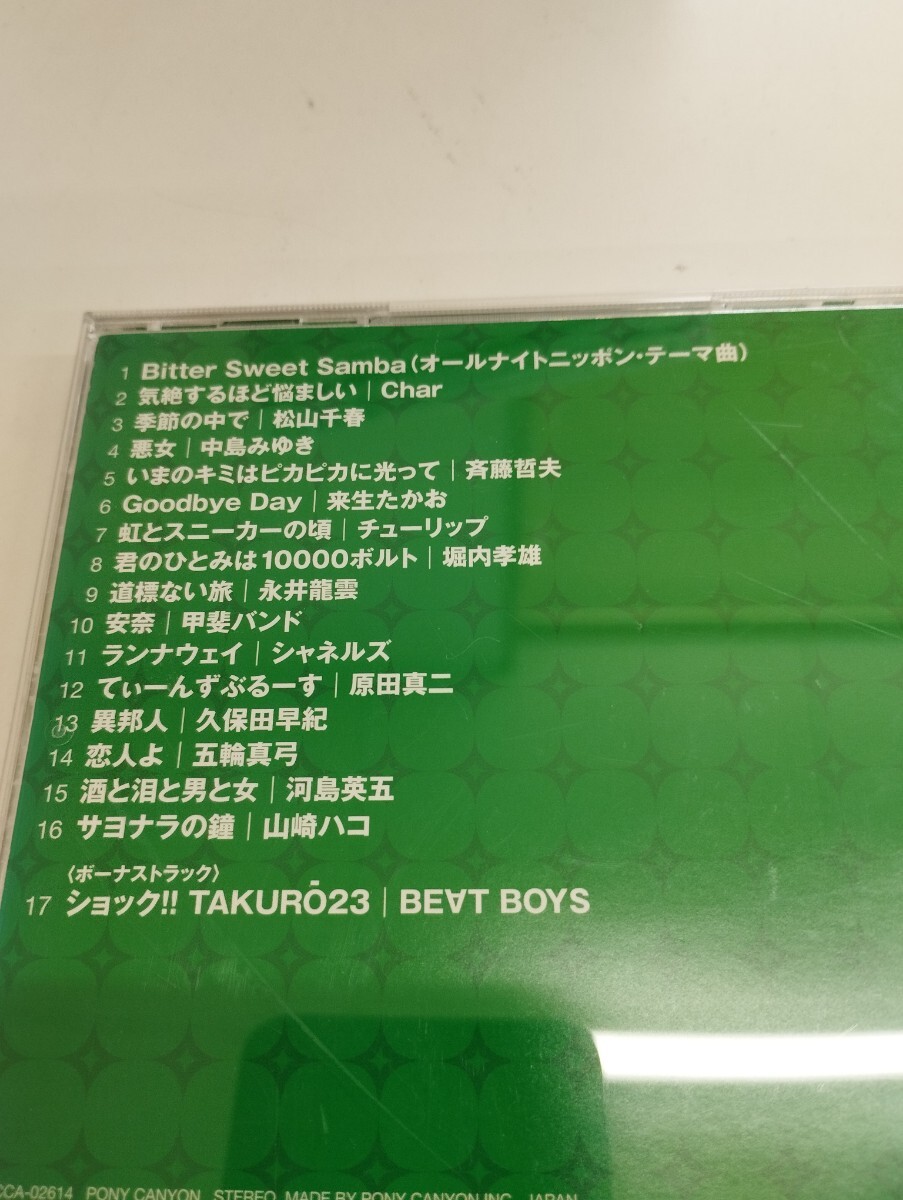 1 Bitter Sweet Samba(オールナイトニッポン・テーマ曲)
2 気絶するほど悩ましい|Char
3 季節の中で|松山千春
4 悪女|中島みゆき
5 いまのキミはピカピカに光って|斉藤哲夫
6 Goodbye Day|来生たかお
7 虹とスニーカーの頃|チューリップ
8 君のひとみは10000ボルト|堀内孝雄
9 道標ない旅|永井龍雲
10 安奈|甲斐バンド
11 ランナウェイ|シャネルズ
12 てぃーんずぶるーす|原田真二
13 異邦人|久保田早紀
14 恋人よ|五輪真弓
15 酒と泪と男と女|河島英五
16 サヨナラの鐘|山崎ハコ
〈ボーナストラック〉
17 ショック!! TAKURŌ23|BE∀T BOYS
CCA-02614 PONY CANYON STEREO MADE BY PONY CANYON INC., JAPAN